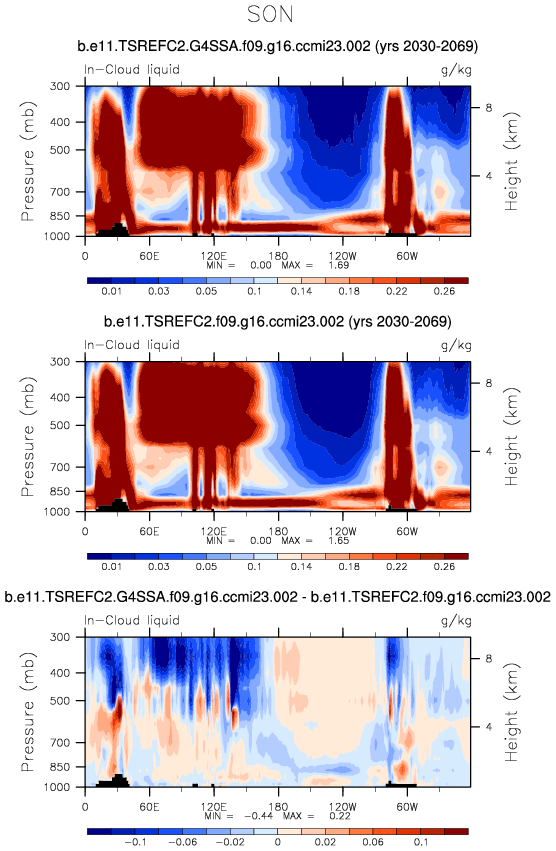 SON
b.e11.TSREFC2.G4SSA.f09.g16.ccmi23.002 (yrs 2030-2069)
In-Cloud liquid g/kg
300
400
500
700
850
1000
Pressure (mb)
8
4
Height (km)
0 60E 120E 180 120W 60W
MIN = 0.00 MAX = 1.69
0.01 0.03 0.05 0.1 0.14 0.18 0.22 0.26
b.e11.TSREFC2.f09.g16.ccmi23.002 (yrs 2030-2069)
In-Cloud liquid g/kg
300
400
500
700
850
1000
Pressure (mb)
8
4
Height (km)
0 60E 120E 180 120W 60W
MIN = 0.00 MAX = 1.65
0.01 0.03 0.05 0.1 0.14 0.18 0.22 0.26
b.e11.TSREFC2.G4SSA.f09.g16.ccmi23.002 - b.e11.TSREFC2.f09.g16.ccmi23.002
In-Cloud liquid g/kg
300
400
500
700
850
1000
Pressure (mb)
8
4
Height (km)
0 60E 120E 180 120W 60W
MIN = -0.44 MAX = 0.22
-0.1 -0.06 -0.02 0 0.02 0.06 0.1